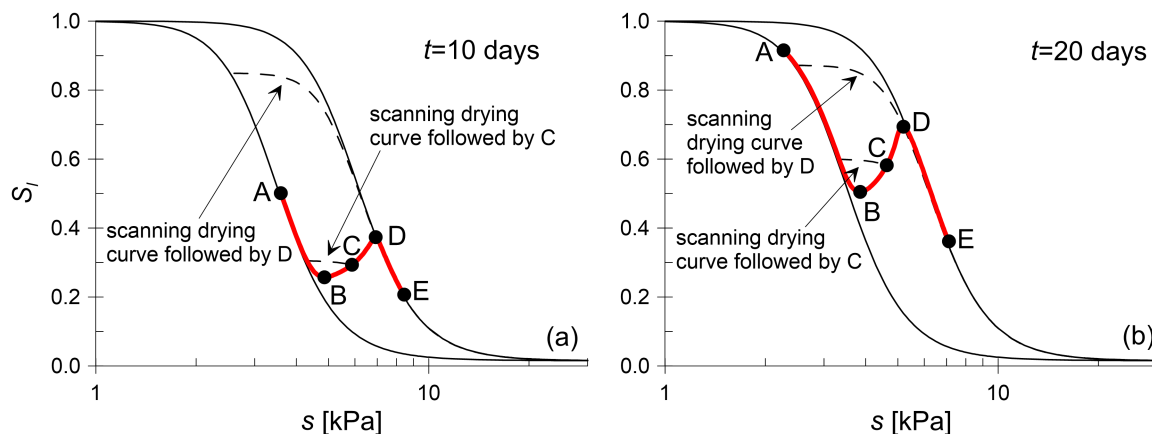 t=10 days
scanning drying
curve followed by C
scanning drying
curve followed by D
A
B
C
D
E
(a)
1.0
0.8
0.6
0.4
0.2
0.0
S_l
1
10
s [kPa]
t=20 days
scanning
drying curve
followed by D
scanning drying
curve followed by C
A
B
C
D
E
(b)
1.0
0.8
0.6
0.4
0.2
0.0
1
10
s [kPa]